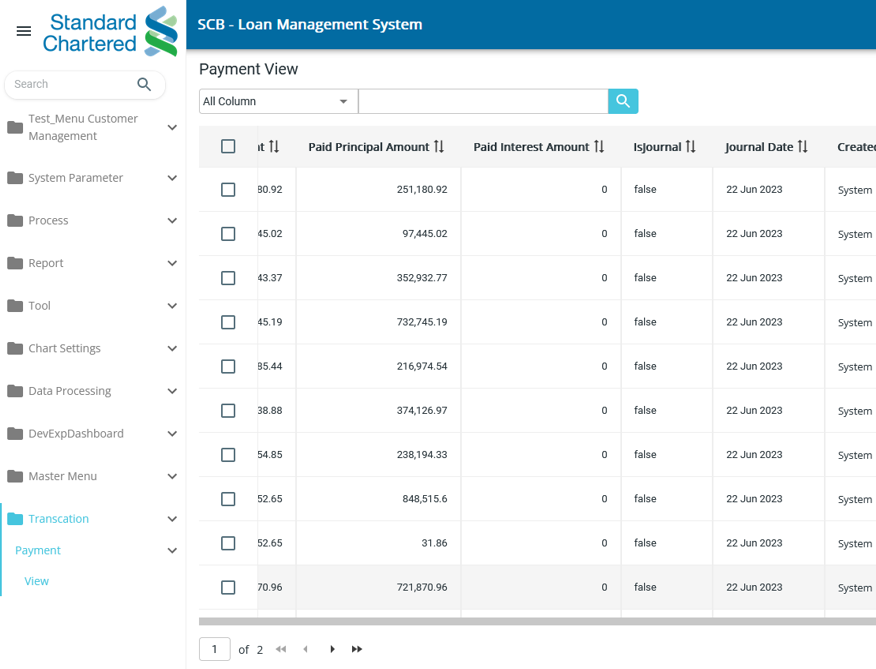 Standard
Chartered
SCB - Loan Management System
Search
Test_Menu Customer
Management
System Parameter
Process
Report
Tool
Chart Settings
Data Processing
DevExpDashboard
Master Menu
Transcation
Payment
View
Payment View
All Column
Paid Principal Amount Paid Interest Amount IsJournal Journal Date Created
80.92 251,180.92 0 false 22 Jun 2023 System
45.02 97,445.02 0 false 22 Jun 2023 System
43.37 352,932.77 0 false 22 Jun 2023 System
45.19 732,745.19 0 false 22 Jun 2023 System
85.44 216,974.54 0 false 22 Jun 2023 System
38.88 374,126.97 0 false 22 Jun 2023 System
54.85 238,194.33 0 false 22 Jun 2023 System
52.65 848,515.6 0 false 22 Jun 2023 System
52.65 31.86 0 false 22 Jun 2023 System
70.96 721,870.96 0 false 22 Jun 2023 System
1 of 2